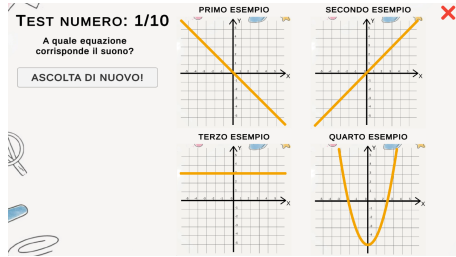 TEST NUMERO: 1/10
A quale equazione
corrisponde il suono?
ASCOLTA DI NUOVO!
PRIMO ESEMPIO
Y
X
SECONDO ESEMPIO
Y
X
TERZO ESEMPIO
Y
X
QUARTO ESEMPIO
Y
X